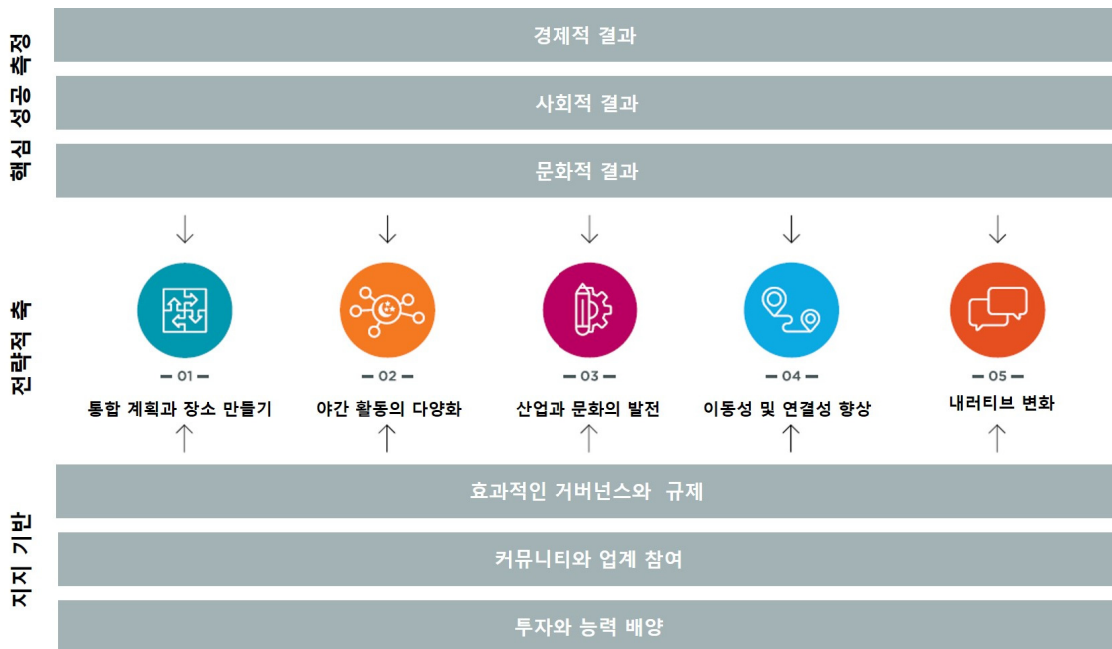 핵심 성공 측정
경제적 결과
사회적 결과
문화적 결과
전략적 축
01
통합 계획과 장소 만들기
02
야간 활동의 다양화
03
산업과 문화의 발전
04
이동성 및 연결성 향상
05
내러티브 변화
지지 기반
효과적인 거버넌스와 규제
커뮤니티와 업계 참여
투자와 능력 배양